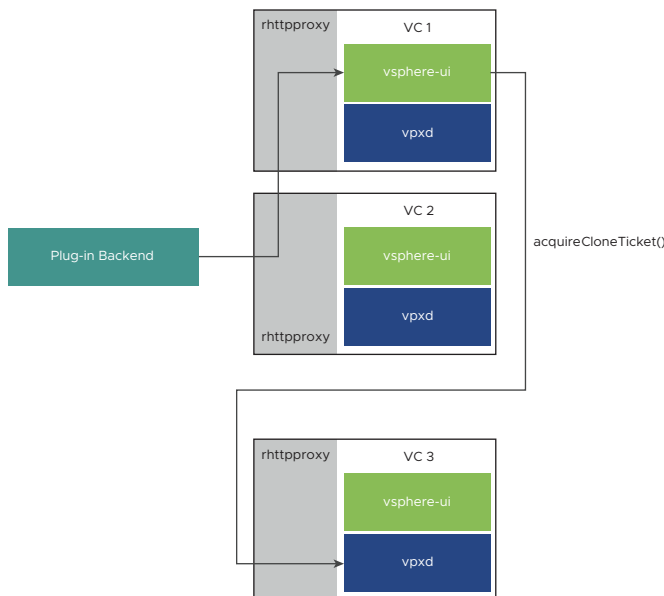 rhttpproxy
VC 1
vsphere-ui
vpxd
VC 2
vsphere-ui
acquireCloneTicket()
Plug-in Backend
vpxd
rhttpproxy
rhttpproxy
VC 3
vsphere-ui
vpxd